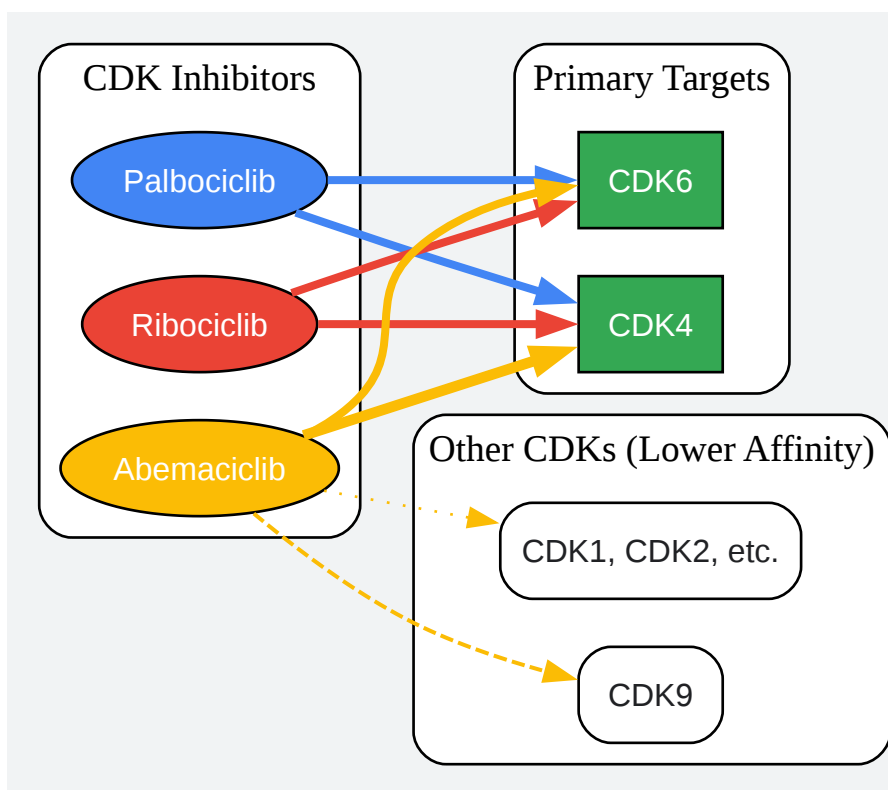 CDK Inhibitors
Primary Targets
Palbociclib
CDK6
Ribociclib
CDK4
Abemaciclib
Other CDKs (Lower Affinity)
CDK1, CDK2, etc.
CDK9